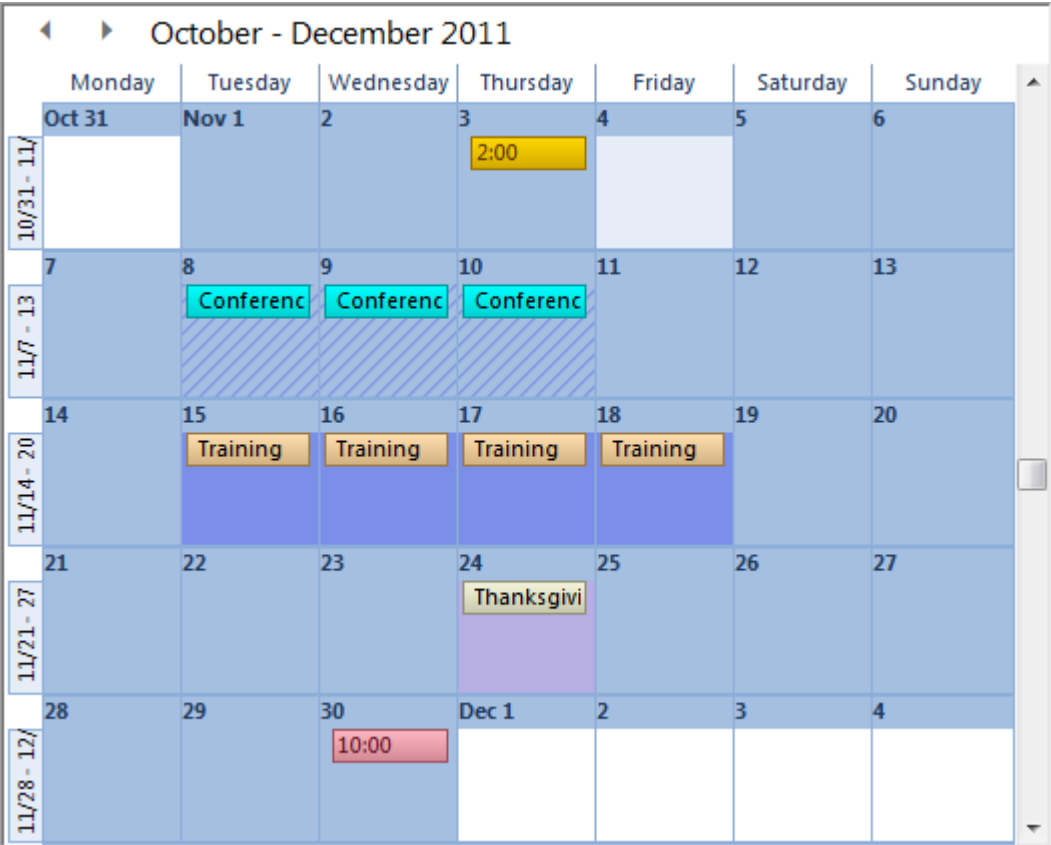 October - December 2011
Monday Tuesday Wednesday Thursday Friday Saturday Sunday
10/31 - 11/
Oct 31 Nov 1 2 3 4 5 6
2:00
11/7 - 13
7 8 9 10 11 12 13
Conferenc Conferenc Conferenc
11/14 - 20
14 15 16 17 18 19 20
Training Training Training Training
11/21 - 27
21 22 23 24 25 26 27
Thanksgivi
11/28 - 12/
28 29 30 Dec 1 2 3 4
10:00